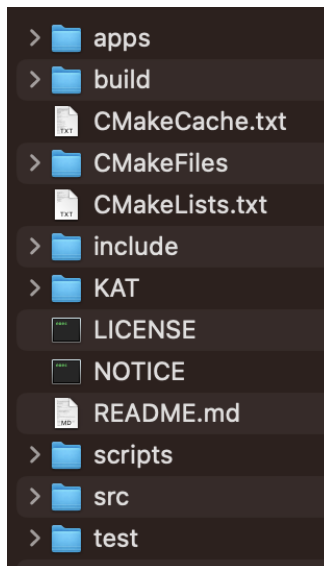 apps
build
CMakeCache.txt
CMakeFiles
CMakeLists.txt
include
KAT
LICENSE
NOTICE
README.md
scripts
src
test